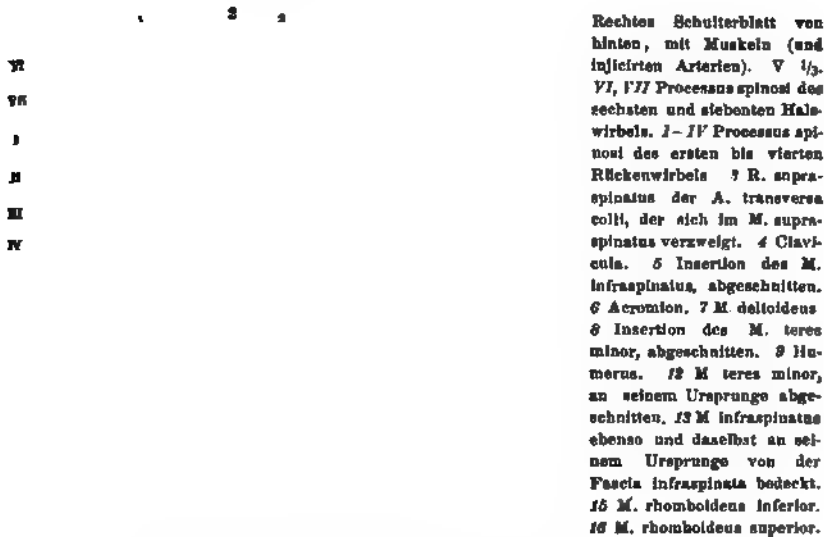 1 2 3
VI
VII
I
II
III
IV
Rechtes Schulterblatt von
hinten, mit Muskeln (und
injicirten Arterien). V 1/3.
VI, VII Processus spinosi des
sechsten und siebenten Hals-
wirbels. I–IV Processus spi-
nosi des ersten bis vierten
Rückenwirbels R. supra-
spinatus der A. transversa
colli, der sich im M. supra-
spinatus verzweigt. 4 Clavi-
cula. 5 Insertion des M.
infraspinatus, abgeschnitten.
6 Acromion. 7 M. deltoideus
8 Insertion des M. teres
minor, abgeschnitten. 9 Hu-
merus. 12 M teres minor,
an seinem Ursprunge abge-
schnitten. 13 M infraspinatus
ebenso und daselbst an sei-
nem Ursprunge von der
Fascia infraspinata bedeckt.
15 M. rhomboideus inferior.
16 M. rhomboideus superior.